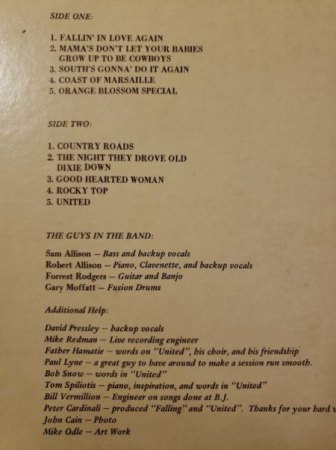 SIDE ONE:
1. FALLIN' IN LOVE AGAIN
2. MAMA'S DON'T LET YOUR BABIES
GROW UP TO BE COWBOYS
3. SOUTH'S GONNA' DO IT AGAIN
4. COAST OF MARSAILLE
5. ORANGE BLOSSOM SPECIAL
SIDE TWO:
1. COUNTRY ROADS
2. THE NIGHT THEY DROVE OLD
DIXIE DOWN
3. GOOD HEARTED WOMAN
4. ROCKY TOP
5. UNITED
THE GUYS IN THE BAND:
Sam Allison — Bass and backup vocals
Robert Allison — Piano, Clavenette, and backup vocals
Forrest Rodgers — Guitar and Banjo
Gary Moffatt — Fusion Drums
Additional Help:
David Pressley — backup vocals
Mike Redman — Live recording engineer
Father Hamatie — words on "United", his choir, and his friendship
Paul Lyne — a great guy to have around to make a session run smooth.
Bob Snow — words in "United"
Tom Spiliotis — piano, inspiration, and words in "United"
Bill Vermillion — Engineer on songs done at B.J.
Peter Cardinali — produced "Falling" and "United". Thanks for your hard
John Cain — Photo
Mike Odle — Art Work